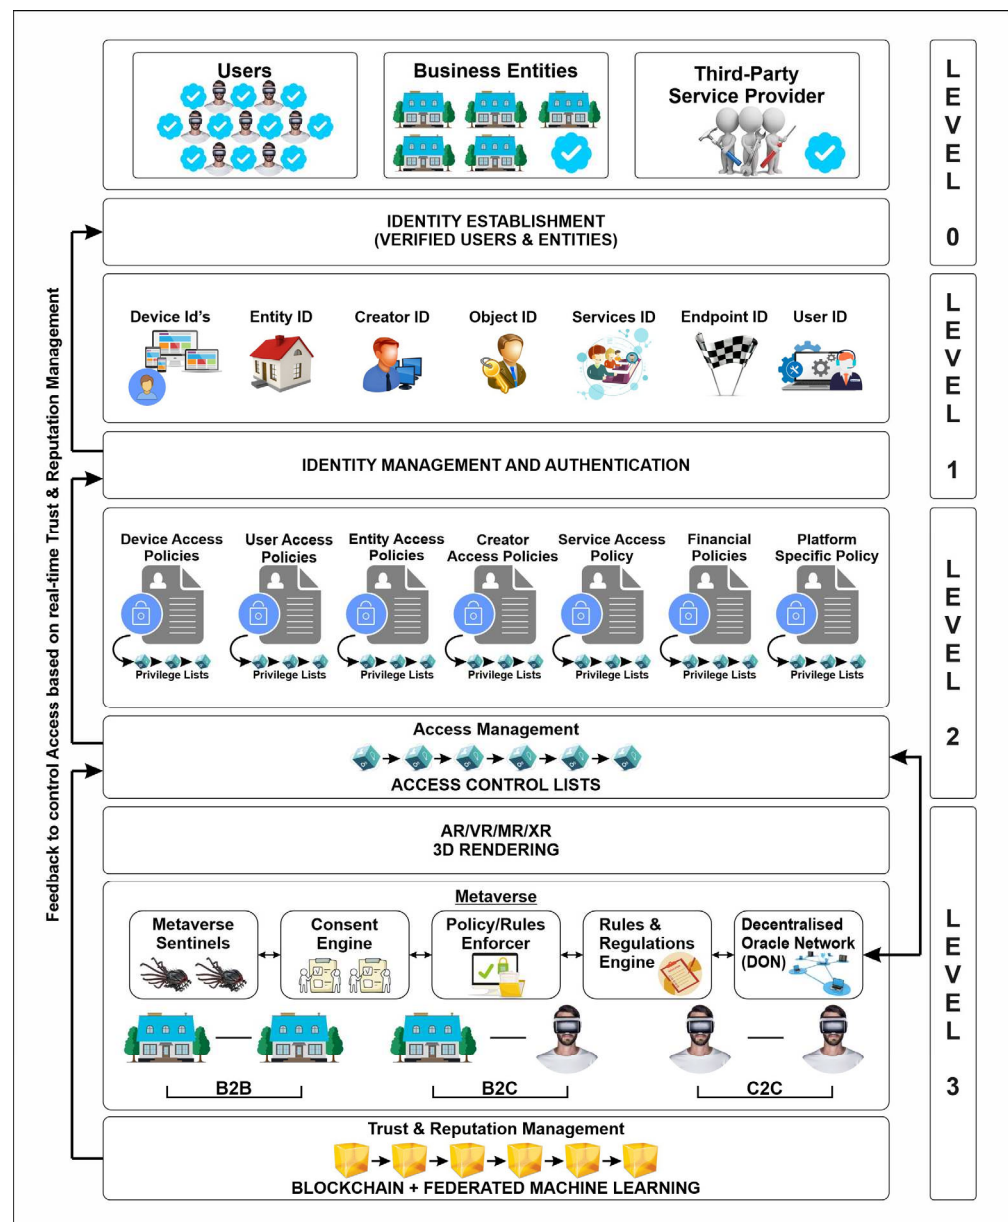 Users
Business Entities
Third-Party
Service Provider
LEVEL 0
IDENTITY ESTABLISHMENT
(VERIFIED USERS & ENTITIES)
Feedback to control Access based on real-time Trust & Reputation Management
Device Id's
Entity ID
Creator ID
Object ID
Services ID
Endpoint ID
User ID
LEVEL 1
IDENTITY MANAGEMENT AND AUTHENTICATION
Device Access
Policies
User Access
Policies
Entity Access
Policies
Creator
Access Policies
Service Access
Policy
Financial
Policies
Platform
Specific Policy
Privilege Lists
Privilege Lists
Privilege Lists
Privilege Lists
Privilege Lists
Privilege Lists
Privilege Lists
LEVEL 2
Access Management
ACCESS CONTROL LISTS
AR/VR/MR/XR
3D RENDERING
Metaverse
Metaverse
Sentinels
Consent
Engine
Policy/Rules
Enforcer
Rules &
Regulations
Engine
Decentralised
Oracle Network
(DON)
LEVEL 3
B2B
B2C
C2C
Trust & Reputation Management
BLOCKCHAIN + FEDERATED MACHINE LEARNING